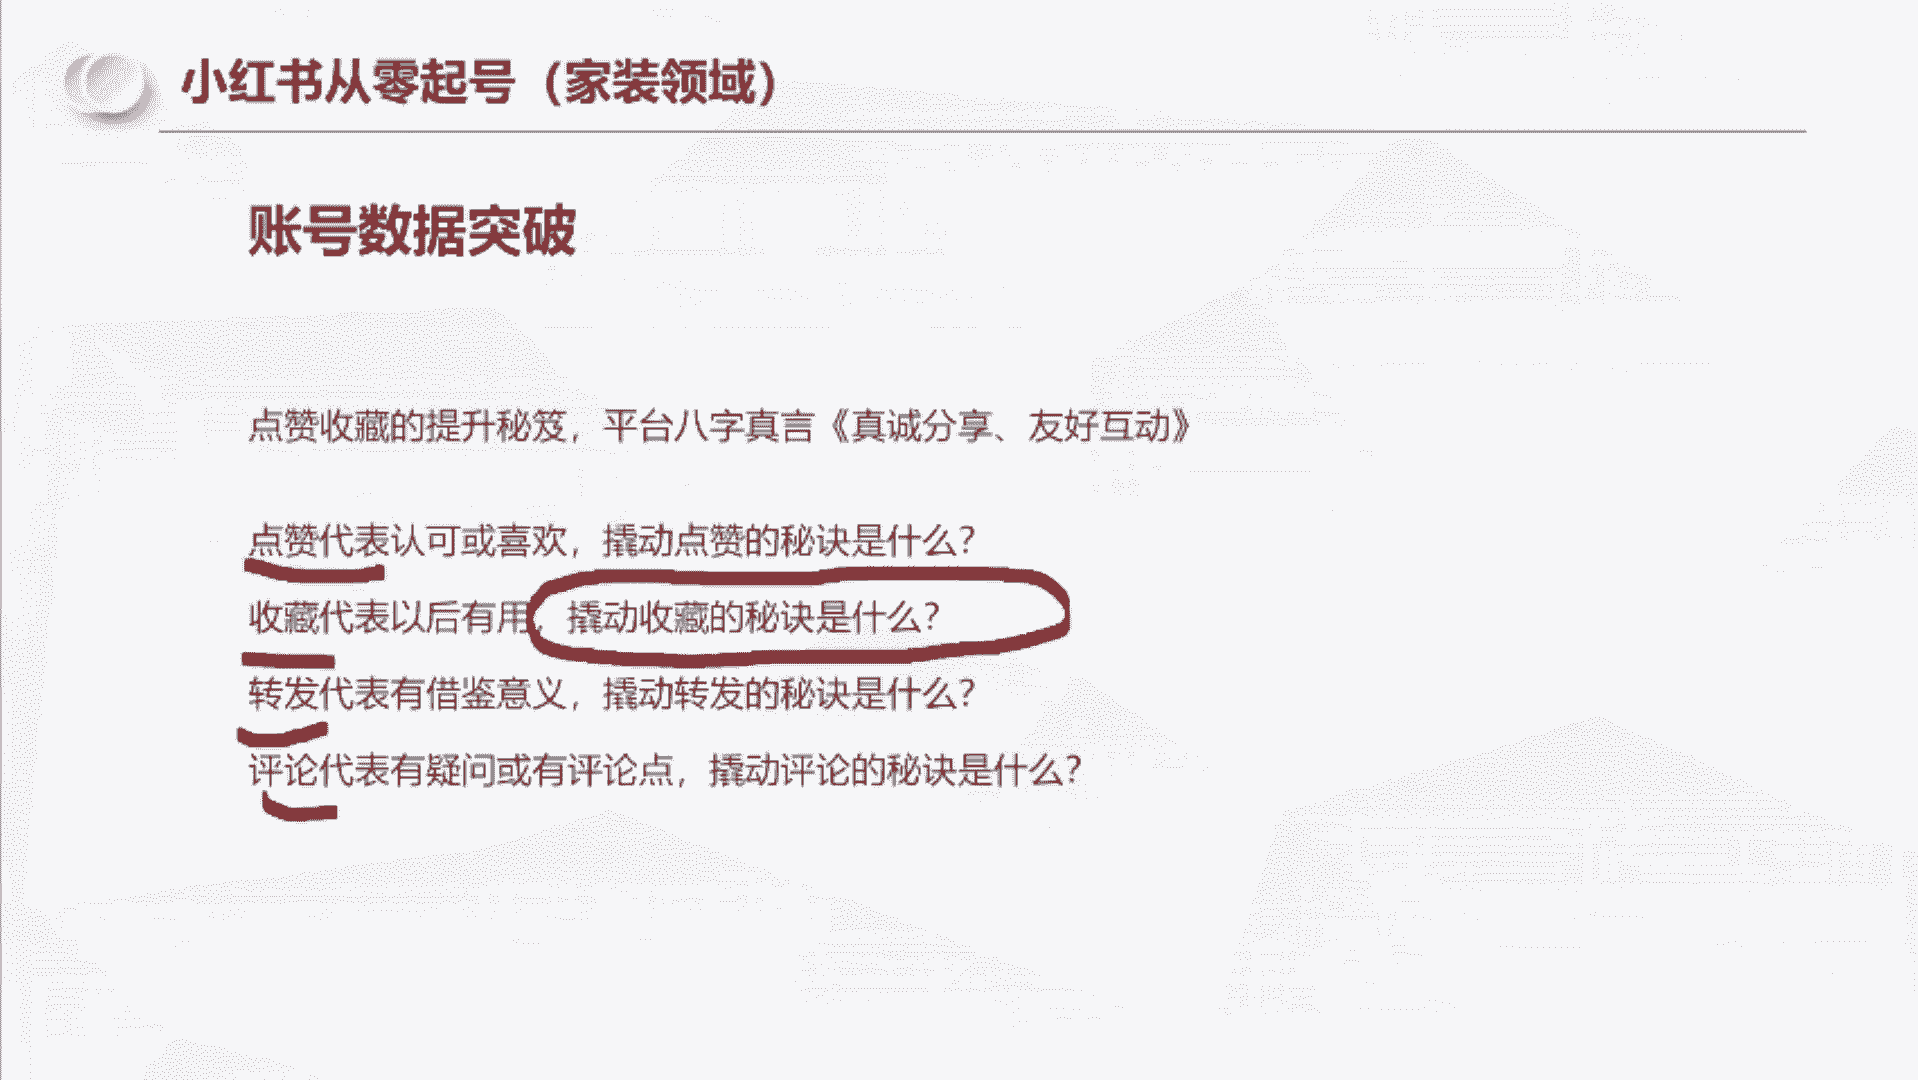 小红书从零起号（家装领域）
账号数据突破
点赞收藏的提升秘笈，平台八字真言《真诚分享、友好互动》
点赞代表认可或喜欢，撬动点赞的秘诀是什么？
收藏代表以后有用，撬动收藏的秘诀是什么？
转发代表有借鉴意义，撬动转发的秘诀是什么？
评论代表有疑问或有评论点，撬动评论的秘诀是什么？